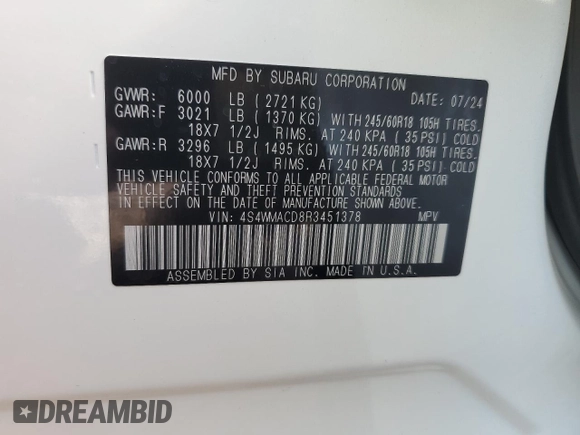 MFD BY SUBARU CORPORATION
GVWR: 6000 LB ( 2721 KG) DATE: 07/24
GAWR:F 3021 LB ( 1370 KG) WITH 245/60R18 105H TIRES.
18X7 1/2J RIMS. AT 240 KPA ( 35 PSI) COLD
GAWR:R 3296 LB ( 1495 KG) WITH 245/60R18 105H TIRES.
18X7 1/2J RIMS. AT 240 KPA ( 35 PSI) COLD
THIS VEHICLE CONFORMS TO ALL APPLICABLE FEDERAL MOTOR
VEHICLE SAFETY AND THEFT PREVENTION STANDARDS
IN EFFECT ON THE DATE OF MANUFACTURE SHOWN ABOVE.
VIN: 4S4WMACD8R3451378 MPV
ASSEMBLED BY SIA INC. MADE IN U.S.A.
DREAMBID